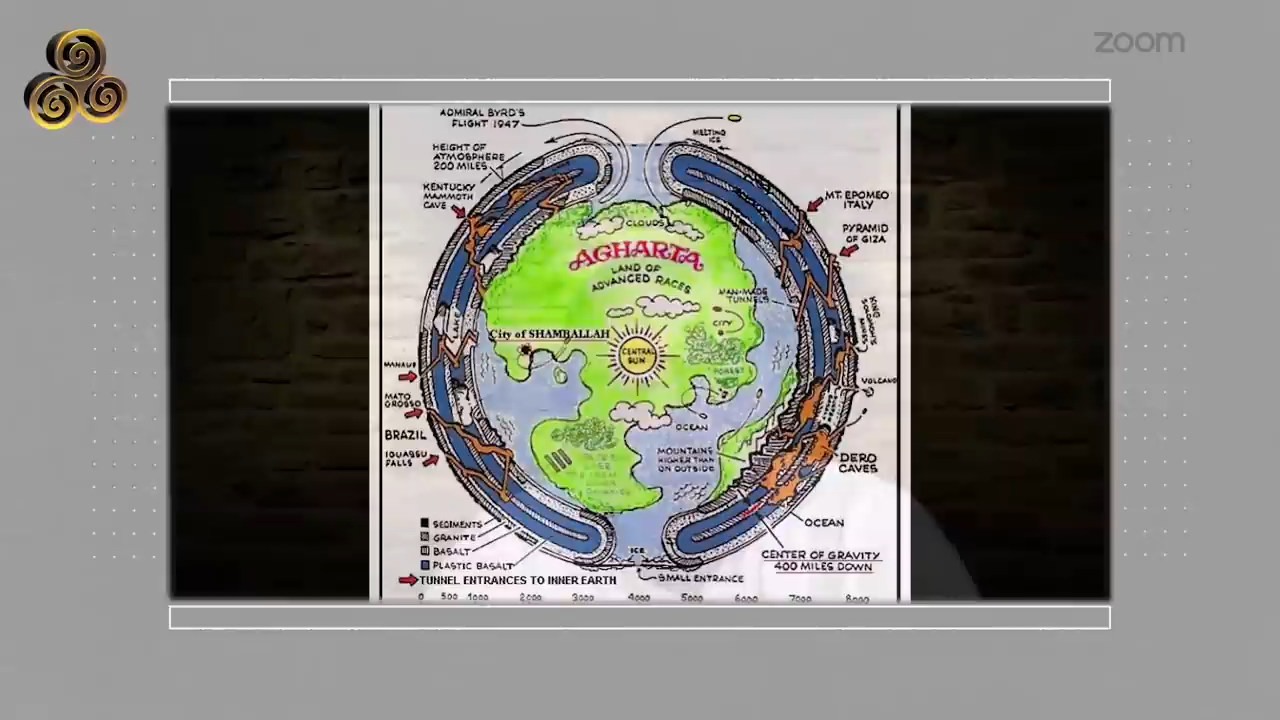 zoom
ADMIRAL BYRD'S
FLIGHT 1947
MELTING
ICE
HEIGHT OF
ATMOSPHERE
200 MILES
KENTUCKY
MAMMOTH
CAVE
MT. EPOMEO
ITALY
PYRAMID
OF GIZA
CLOUDS
AGHARTA
LAND OF
ADVANCED RACES
MAN-MADE
TUNNELS
KING
SOLOMON'S
MINES
CITY
City of SHAMBALLAH
CENTRAL
SUN
LAKE
FOREST
MANAUS
VOLCANO
MATO
GROSSO
OCEAN
BRAZIL
IGUASSU
FALLS
MOUNTAINS
HIGHER THAN
ON OUTSIDE
DERO
CAVES
SEDIMENTS
GRANITE
BASALT
PLASTIC BASALT
OCEAN
ICE
CENTER OF GRAVITY
400 MILES DOWN
TUNNEL ENTRANCES TO INNER EARTH
SMALL ENTRANCE
0 500 1000 2000 3000 4000 5000 6000 7000 8000